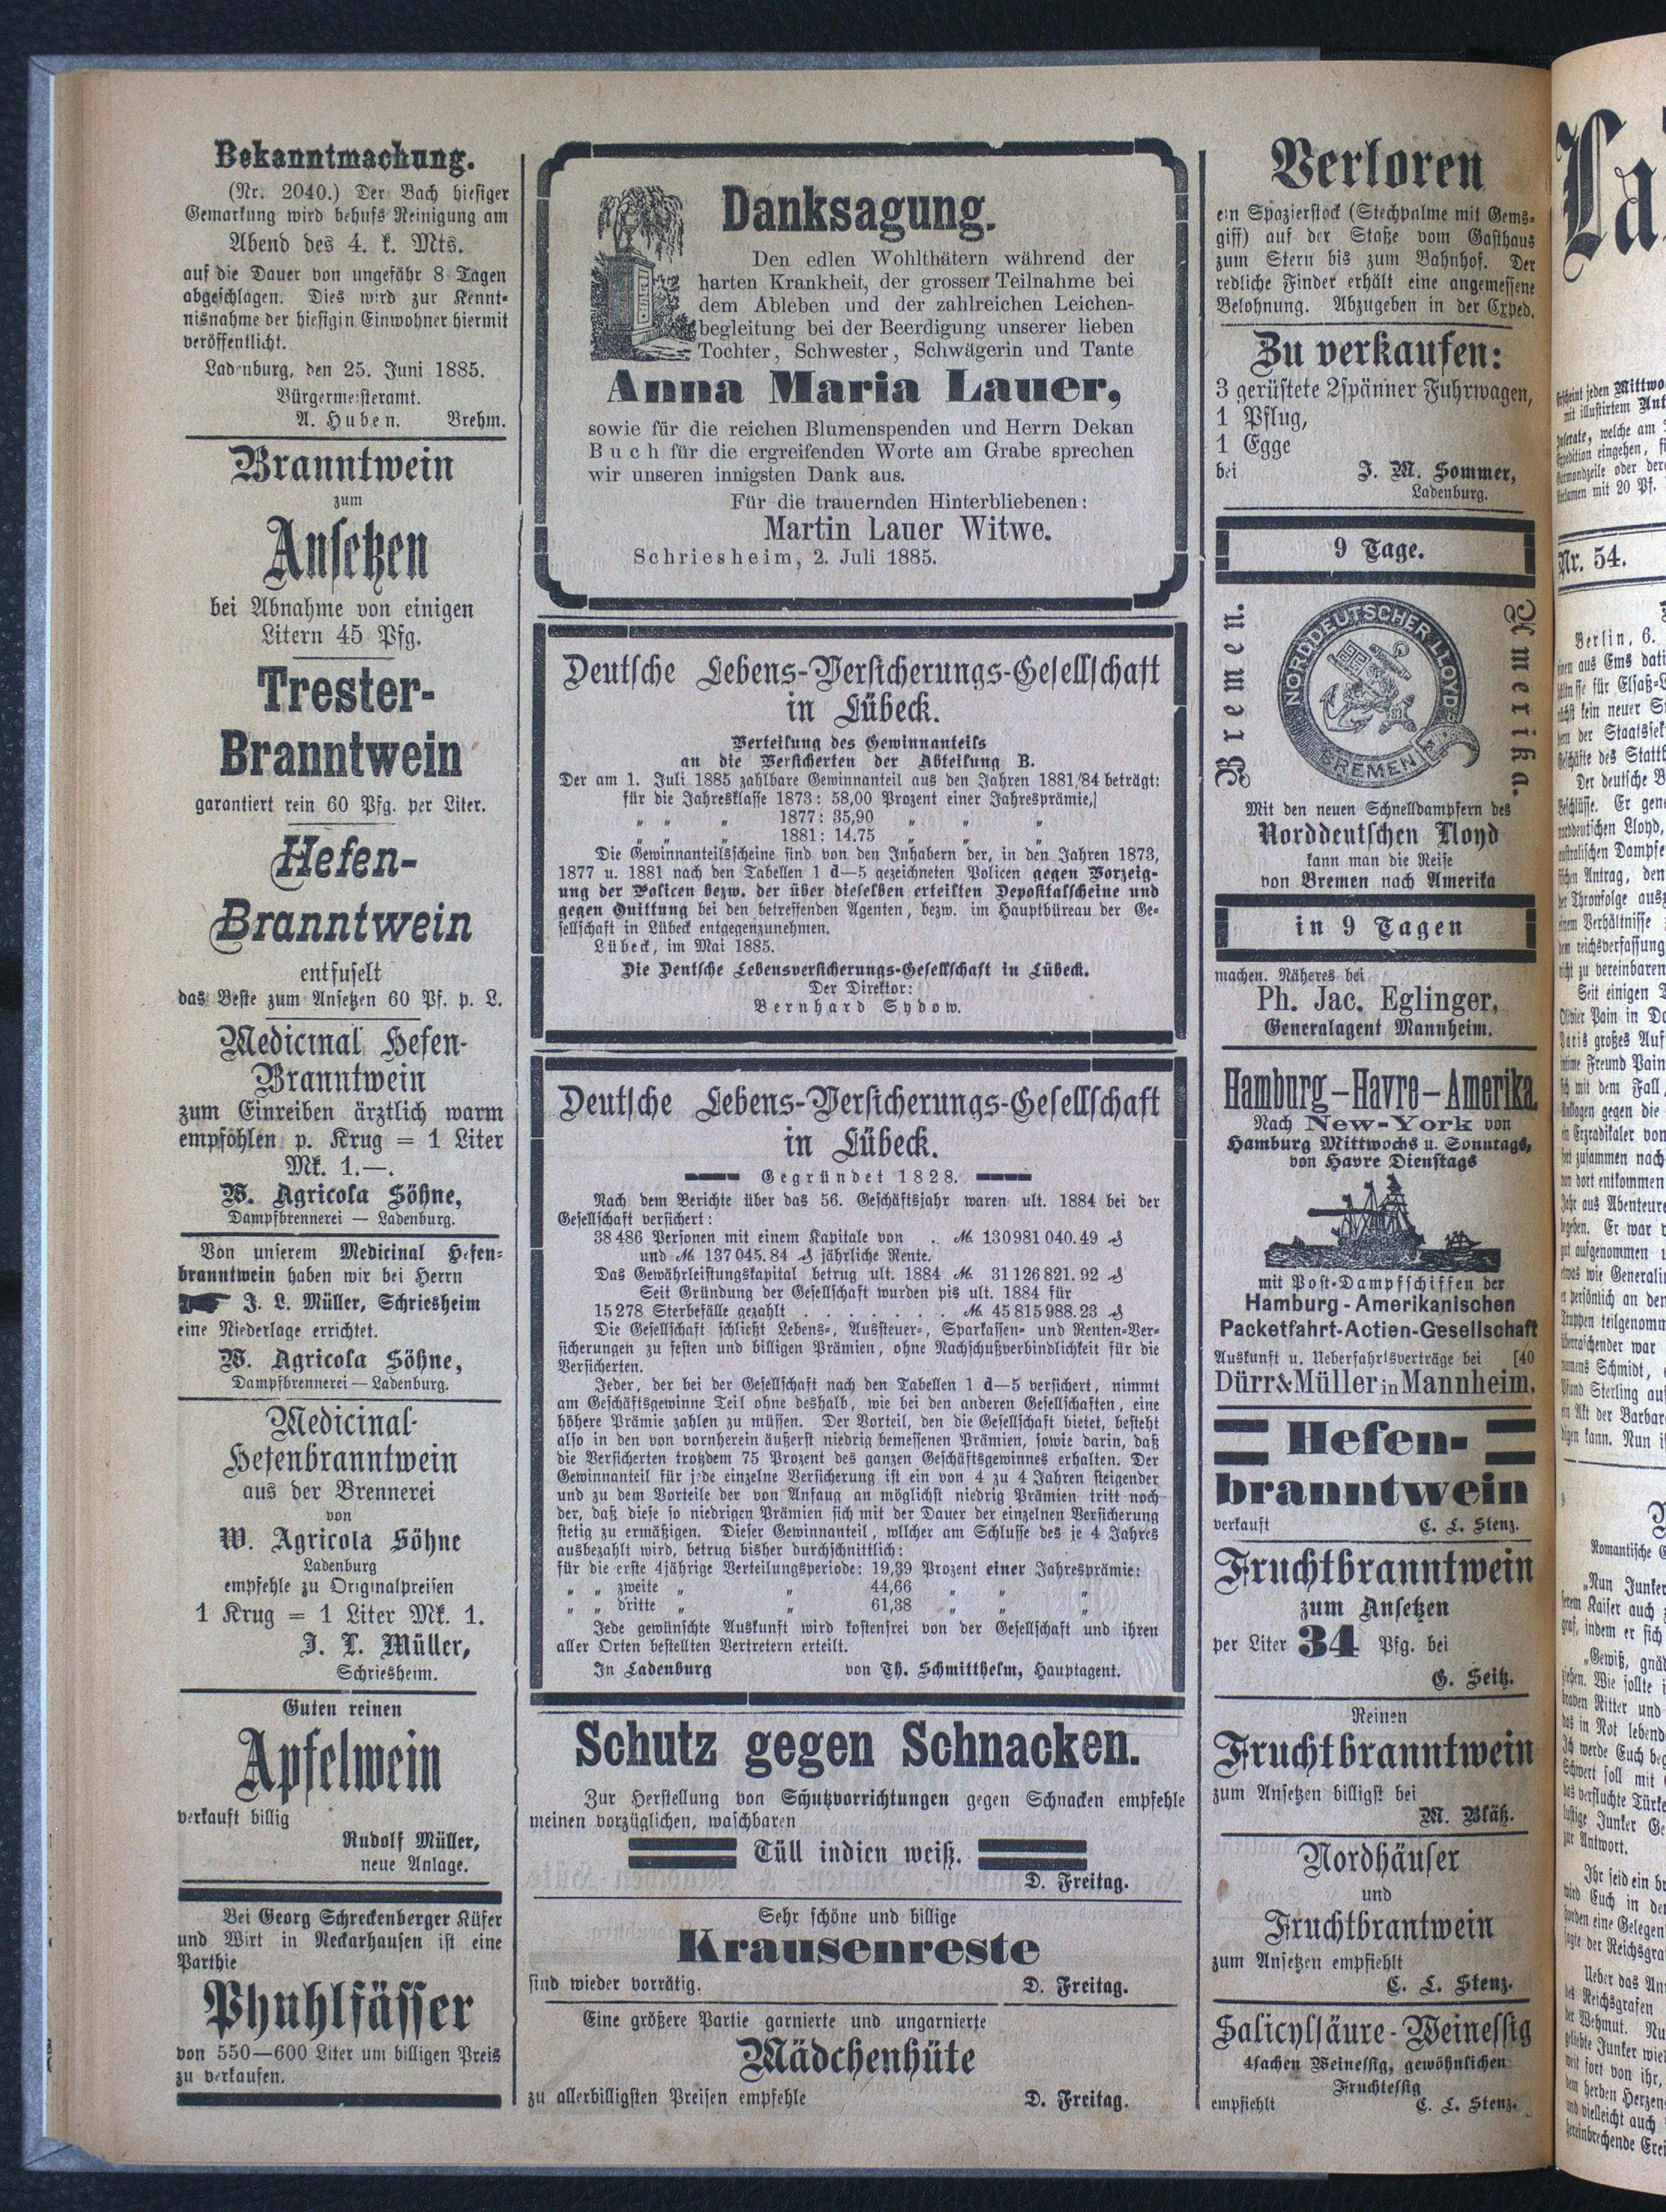 Bekanntmachung.
(Nr. 2040.) Der Bach hiesiger
Gemarkung wird behufs Reinigung am
Abend des 4. k. Mts.
auf die Dauer von ungefähr 8 Tagen
abgeschlagen. Dies wird zur Kennt-
nisnahme der hiesigin Einwohner hiermit
veröffentlicht.
Ladenburg, den 25. Juni 1885.
Bürgermeisteramt.
A. Huben. Brehm.
Branntwein
zum
Ansetzen
bei Abnahme von einigen
Litern 45 Pfg.
Trester-
Branntwein
garantiert rein 60 Pfg. per Liter.
Hefen-
Branntwein
entfuselt
das Beste zum Ansetzen 60 Pf. p. L.
Medicinal Hefen-
Branntwein
zum Einreiben ärztlich warm
empfohlen p. Krug = 1 Liter
Mk. 1.—.
W. Agricola Söhne,
Dampfbrennerei — Ladenburg.
Von unserem Medicinal Hefen-
branntwein haben wir bei Herrn
J. L. Müller, Schriesheim
eine Niederlage errichtet.
W. Agricola Söhne,
Dampfbrennerei — Ladenburg.
Medicinal-
Hefenbranntwein
aus der Brennerei
von
W. Agricola Söhne
Ladenburg
empfehle zu Originalpreisen
1 Krug = 1 Liter Mk. 1.
J. L. Müller,
Schriesheim.
Guten reinen
Apfelwein
verkauft billig
Rudolf Müller,
neue Anlage.
Bei Georg Schreckenberger Küfer
und Wirt in Neckarhausen ist eine
Parthie
Phuhlfässer
von 550—600 Liter um billigen Preis
zu verkaufen.
Danksagung.
Den edlen Wohlthätern während der
harten Krankheit, der grossen Teilnahme bei
dem Ableben und der zahlreichen Leichen-
begleitung bei der Beerdigung unserer lieben
Tochter, Schwester, Schwägerin und Tante
Anna Maria Lauer,
sowie für die reichen Blumenspenden und Herrn Dekan
Buch für die ergreifenden Worte am Grabe sprechen
wir unseren innigsten Dank aus.
Für die trauernden Hinterbliebenen:
Martin Lauer Witwe.
Schriesheim, 2. Juli 1885.
Deutsche Lebens-Versicherungs-Gesellschaft
in Lübeck.
Verteilung des Gewinnanteils
an die Versicherten der Abteilung B.
Der am 1. Juli 1885 zahlbare Gewinnanteil aus den Jahren 1881/84 beträgt:
für die Jahresklasse 1873: 58,00 Prozent einer Jahresprämie,
" " " 1877: 35,90 " " "
" " " 1881: 14.75 " " "
Die Gewinnanteilsscheine sind von den Inhabern der, in den Jahren 1873,
1877 u. 1881 nach den Tabellen 1 d—5 gezeichneten Policen gegen Vorzeig-
ung der Policen bezw. der über dieselben erteilten Depositalscheine und
gegen Quittung bei den betreffenden Agenten, bezw. im Hauptbüreau der Ge-
sellschaft in Lübeck entgegenzunehmen.
Lübeck, im Mai 1885.
Die Deutsche Lebensversicherungs-Gesellschaft in Lübeck.
Der Direktor:
Bernhard Sydow.
Deutsche Lebens-Versicherungs-Gesellschaft
in Lübeck.
Gegründet 1828.
Nach dem Berichte über das 56. Geschäftsjahr waren ult. 1884 bei der
Gesellschaft versichert:
38 486 Personen mit einem Kapitale von . M. 130 981 040.49 ₰
und M. 137 045. 84 ₰ jährliche Rente.
Das Gewährleistungskapital betrug ult. 1884 M. 31 126 821. 92 ₰
Seit Gründung der Gesellschaft wurden pis ult. 1884 für
15 278 Sterbefälle gezahlt . . . . . . . M. 45 815 988.23 ₰
Die Gesellschaft schließt Lebens-, Aussteuer-, Sparkassen- und Renten-Ver-
sicherungen zu festen und billigen Prämien, ohne Nachschußverbindlichkeit für die
Versicherten.
Jeder, der bei der Gesellschaft nach den Tabellen 1 d—5 versichert, nimmt
am Geschäftsgewinne Teil ohne deshalb, wie bei den anderen Gesellschaften, eine
höhere Prämie zahlen zu müssen. Der Vorteil, den die Gesellschaft bietet, besteht
also in den von vornherein äußerst niedrig bemessenen Prämien, sowie darin, daß
die Versicherten trotzdem 75 Prozent des ganzen Geschäftsgewinnes erhalten. Der
Gewinnanteil für jede einzelne Versicherung ist ein von 4 zu 4 Jahren steigender
und zu dem Vorteile der von Anfaug an möglichst niedrig Prämien tritt noch
der, daß diese so niedrigen Prämien sich mit der Dauer der einzelnen Versicherung
stetig zu ermäßigen. Dieser Gewinnanteil, wllcher am Schlusse des je 4 Jahres
ausbezahlt wird, betrug bisher durchschnittlich:
für die erste 4jährige Verteilungsperiode: 19,39 Prozent einer Jahresprämie:
" " zweite " " 44,66 " " "
" " dritte " " 61,38 " " "
Jede gewünschte Auskunft wird kostenfrei von der Gesellschaft und ihren
aller Orten bestellten Vertretern erteilt.
In Ladenburg von Th. Schmitthelm, Hauptagent.
Schutz gegen Schnacken.
Zur Herstellung von Schutzvorrichtungen gegen Schnacken empfehle
meinen vorzüglichen, waschbaren
Tüll indien weiß.
D. Freitag.
Sehr schöne und billige
Krausenreste
sind wieder vorrätig. D. Freitag.
Eine größere Partie garnierte und ungarnierte
Mädchenhüte
zu allerbilligsten Preisen empfehle D. Freitag.
Verloren
ein Spazierstock (Stechpalme mit Gems-
giff) auf der Staße vom Gasthaus
zum Stern bis zum Bahnhof. Der
redliche Finder erhält eine angemessene
Belohnung. Abzugeben in der Exped.
Zu verkaufen:
3 gerüstete 2spänner Fuhrwagen,
1 Pflug,
1 Egge
bei J. M. Sommer,
Ladenburg.
9 Tage.
Bremen.
NORDDEUTSCHER LLOYD
BREMEN
Amerika.
Mit den neuen Schnelldampfern des
Norddeutschen Lloyd
kann man die Reise
von Bremen nach Amerika
in 9 Tagen
machen. Näheres bei
Ph. Jac. Eglinger,
Generalagent Mannheim.
Hamburg-Havre-Amerika.
Nach New-York von
Hamburg Mittwochs u. Sonntags,
von Havre Dienstags
mit Post-Dampfschiffen der
Hamburg-Amerikanischen
Packetfahrt-Actien-Gesellschaft
Auskunft u. Ueberfahrtsverträge bei [40
Dürr&Müller in Mannheim.
Hefen-
branntwein
verkauft C. L. Stenz.
Fruchtbranntwein
zum Ansetzen
per Liter 34 Pfg. bei
G. Seitz.
Reinen
Fruchtbranntwein
zum Ansetzen billigst bei
M. Bläß.
Nordhäuser
und
Fruchtbrantwein
zum Ansetzen empfiehlt
C. L. Stenz.
Salicylsäure-Weinessig
4fachen Weinessig, gewöhnlichen
Fruchtessig
empfiehlt C. L. Stenz.
Nr. 54.
Berlin, 6.